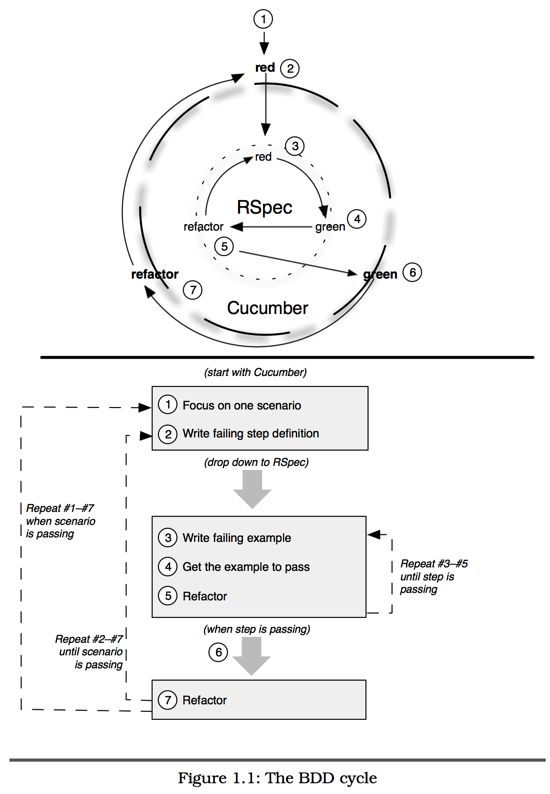 1
red 2
3
red
RSpec
refactor
green 4
5
refactor
green 6
7
Cucumber
(start with Cucumber)
1 Focus on one scenario
2 Write failing step definition
(drop down to RSpec)
Repeat #1–#7
when scenario
is passing
3 Write failing example
4 Get the example to pass
5 Refactor
Repeat #3–#5
until step is
passing
(when step is passing)
6
Repeat #2–#7
until scenario
is passing
7 Refactor
Figure 1.1: The BDD cycle